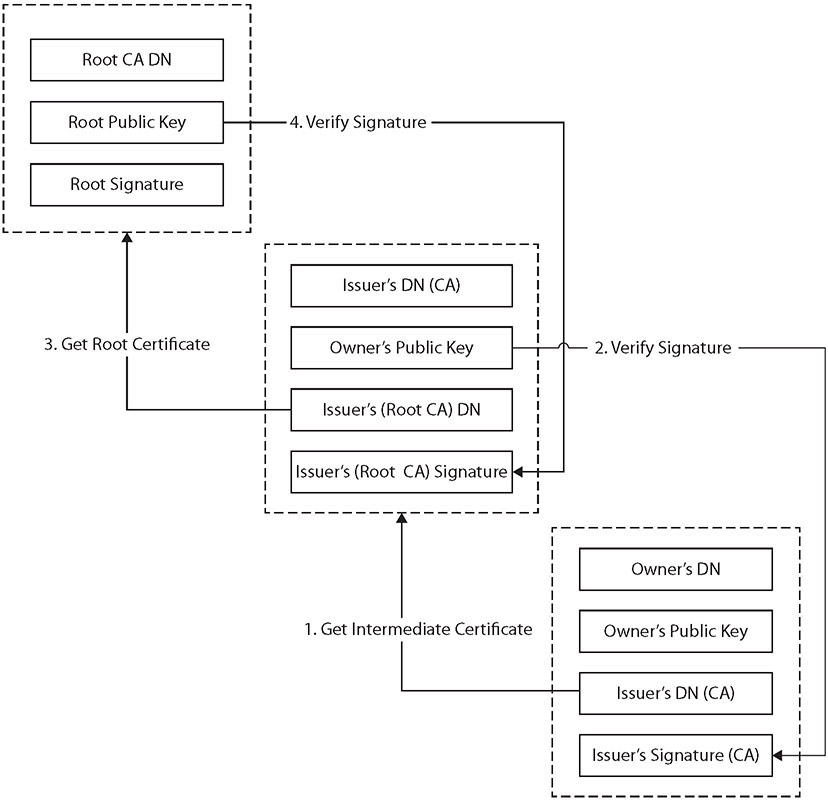 Root CA DN
Root Public Key
4. Verify Signature
Root Signature
Issuer’s DN (CA)
3. Get Root Certificate
Owner’s Public Key
2. Verify Signature
Issuer’s (Root CA) DN
Issuer’s (Root CA) Signature
Owner’s DN
1. Get Intermediate Certificate
Owner’s Public Key
Issuer’s DN (CA)
Issuer’s Signature (CA)